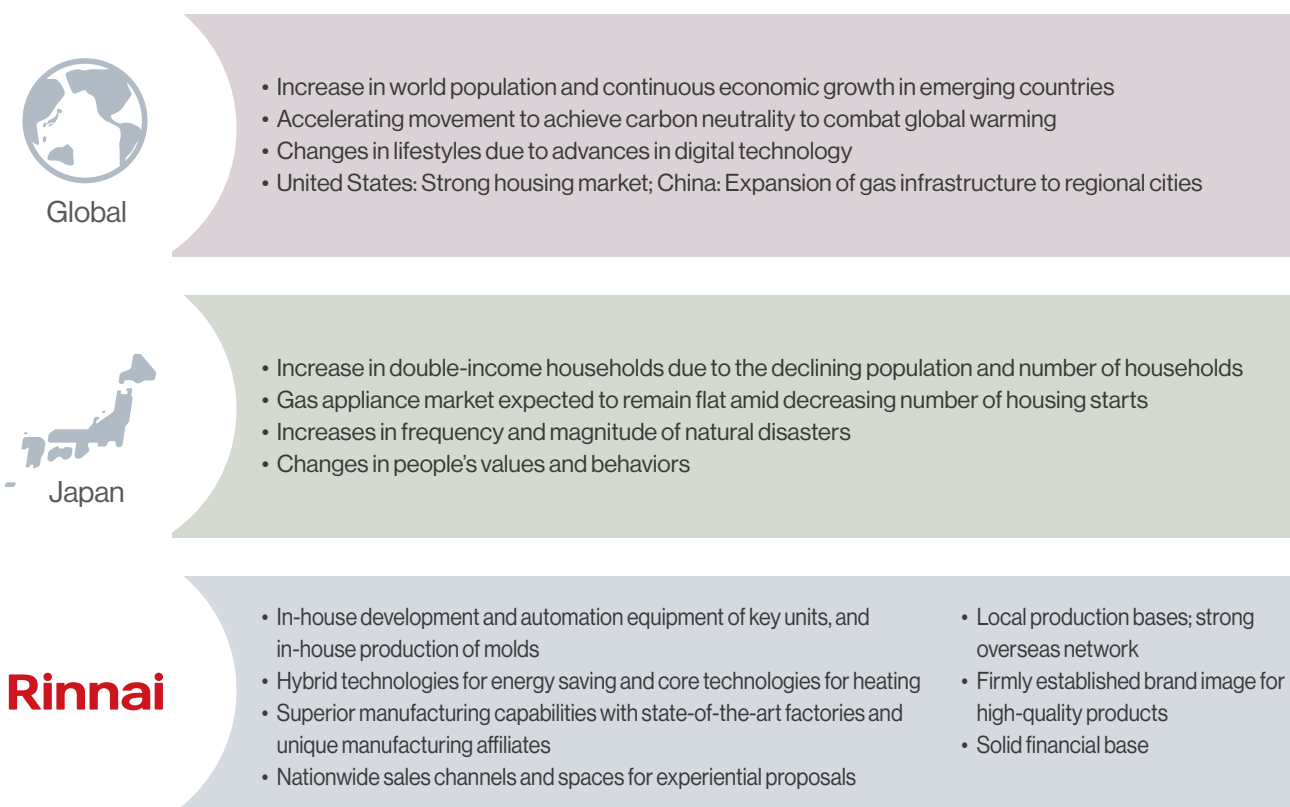 Global
• Increase in world population and continuous economic growth in emerging countries
• Accelerating movement to achieve carbon neutrality to combat global warming
• Changes in lifestyles due to advances in digital technology
• United States: Strong housing market; China: Expansion of gas infrastructure to regional cities
Japan
• Increase in double-income households due to the declining population and number of households
• Gas appliance market expected to remain flat amid decreasing number of housing starts
• Increases in frequency and magnitude of natural disasters
• Changes in people’s values and behaviors
Rinnai
• In-house development and automation equipment of key units, and
in-house production of molds
• Hybrid technologies for energy saving and core technologies for heating
• Superior manufacturing capabilities with state-of-the-art factories and
unique manufacturing affiliates
• Nationwide sales channels and spaces for experiential proposals
• Local production bases; strong
overseas network
• Firmly established brand image for
high-quality products
• Solid financial base